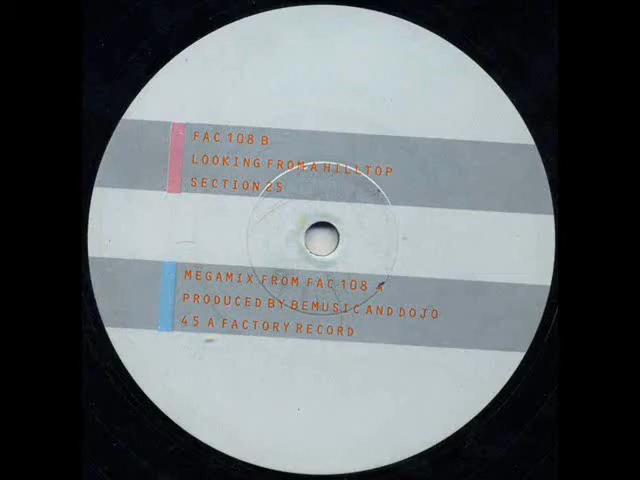 FAC 108 B
LOOKING FROM A HILLTOP
SECTION 25
MEGAMIX FROM FAC 108 A
PRODUCED BY BEMUSIC AND DOJO
45 A FACTORY RECORD